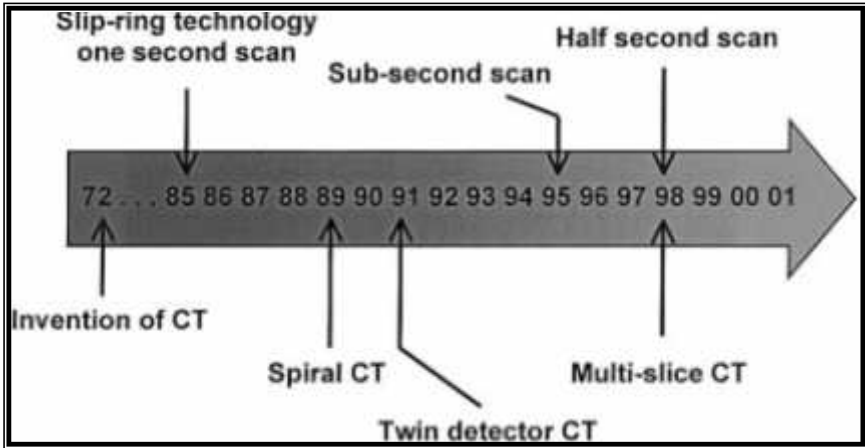 Slip-ring technology
one second scan
Half second scan
Sub-second scan
72 . . . 85 86 87 88 89 90 91 92 93 94 95 96 97 98 99 00 01
Invention of CT
Spiral CT
Multi-slice CT
Twin detector CT